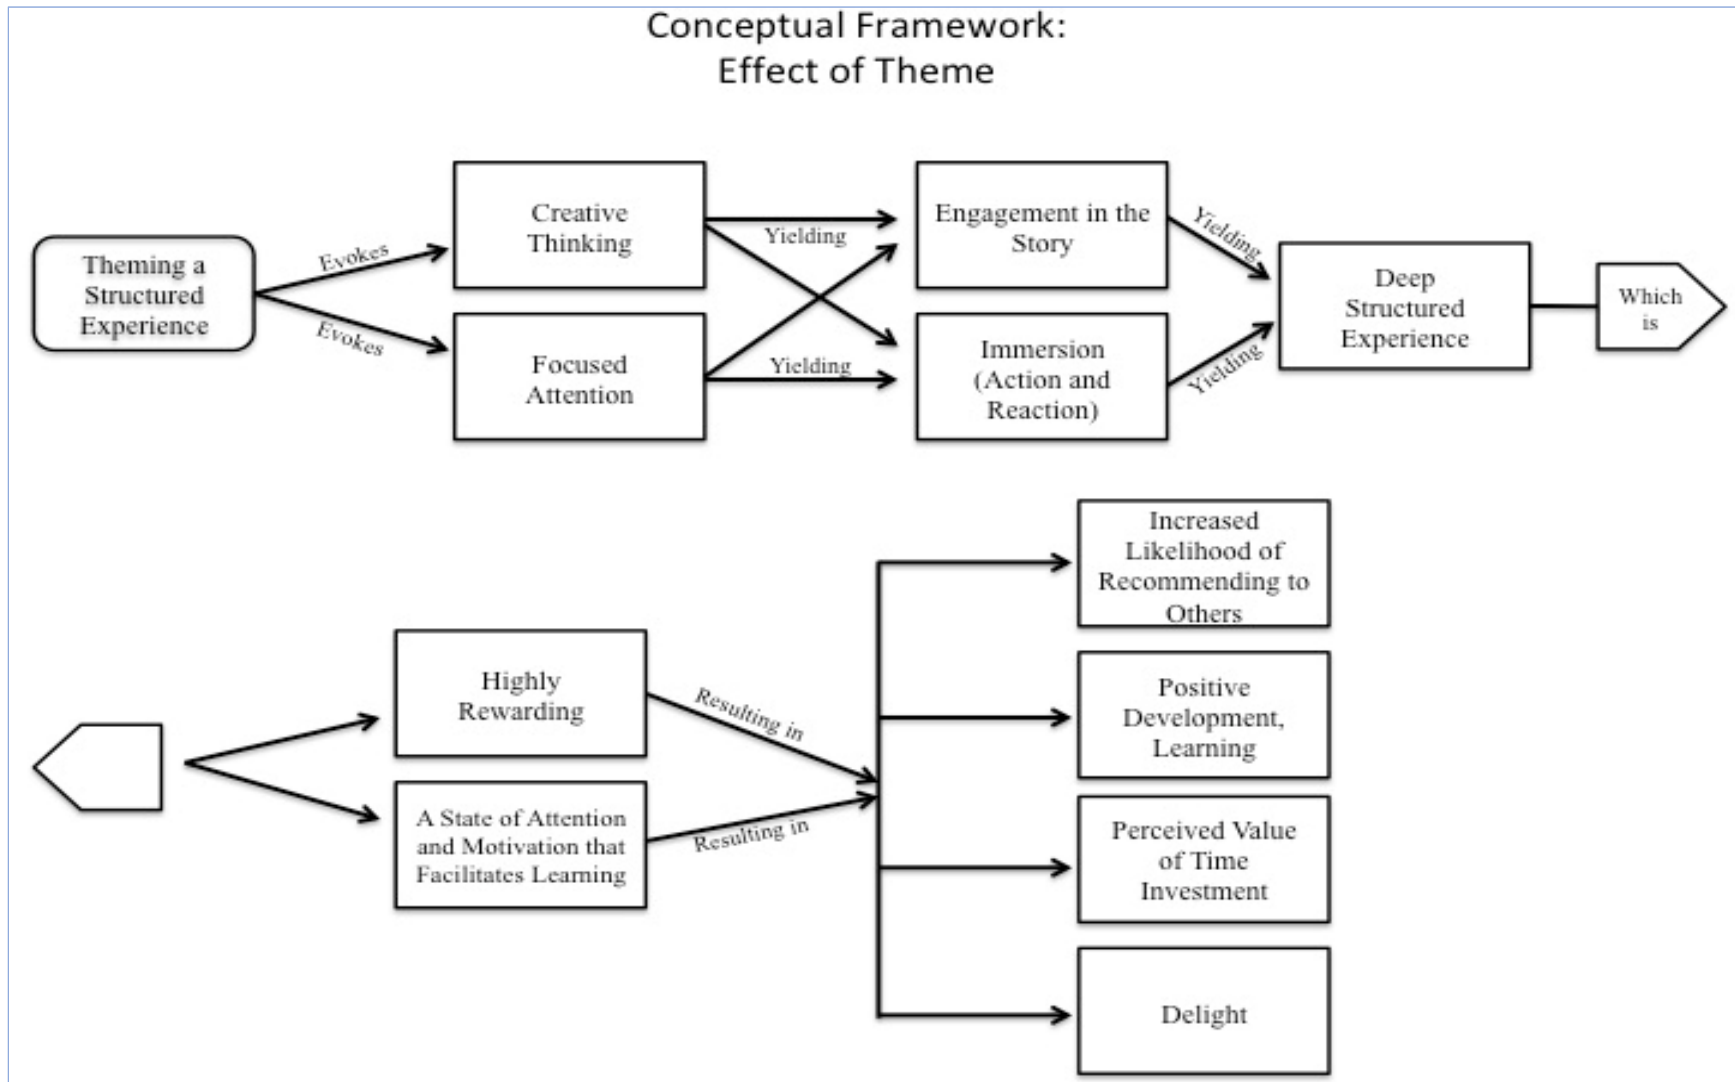 Conceptual Framework:
Effect of Theme
Theming a
Structured
Experience
Evokes
Evokes
Creative
Thinking
Focused
Attention
Yielding
Yielding
Engagement in the
Story
Immersion
(Action and
Reaction)
Yielding
Yielding
Deep
Structured
Experience
Which
is
Highly
Rewarding
A State of Attention
and Motivation that
Facilitates Learning
Resulting in
Resulting in
Increased
Likelihood of
Recommending to
Others
Positive
Development,
Learning
Perceived Value
of Time
Investment
Delight